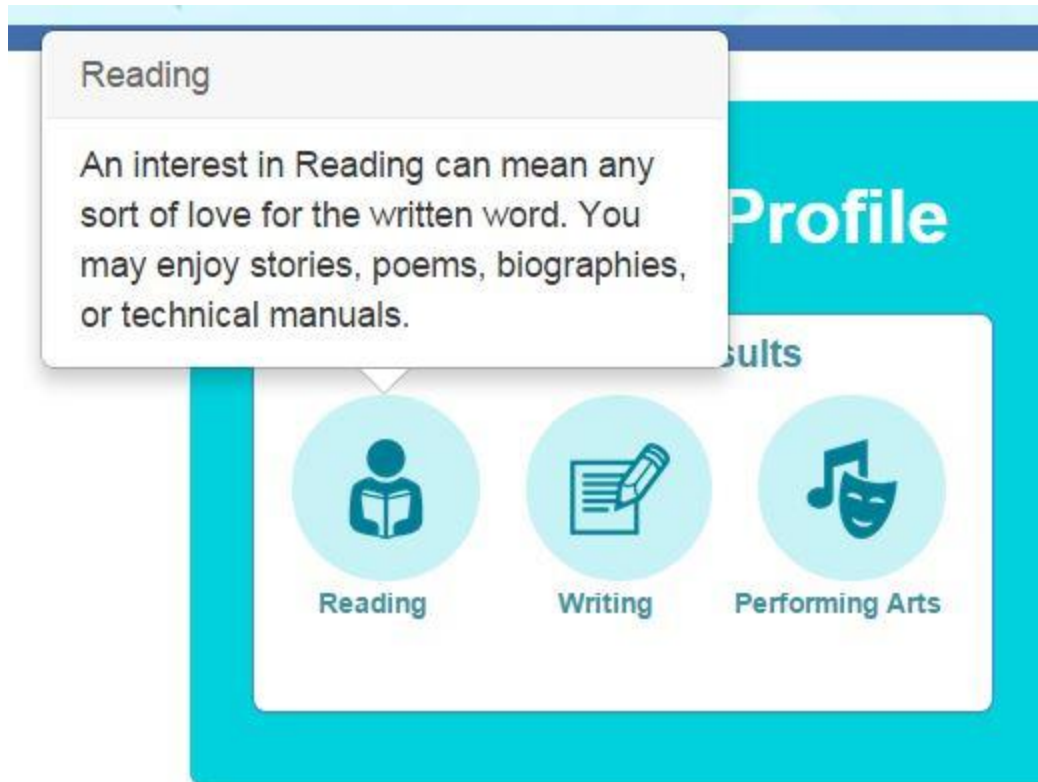 Reading
An interest in Reading can mean any
sort of love for the written word. You
may enjoy stories, poems, biographies,
or technical manuals.
Profile
sults
Reading Writing Performing Arts